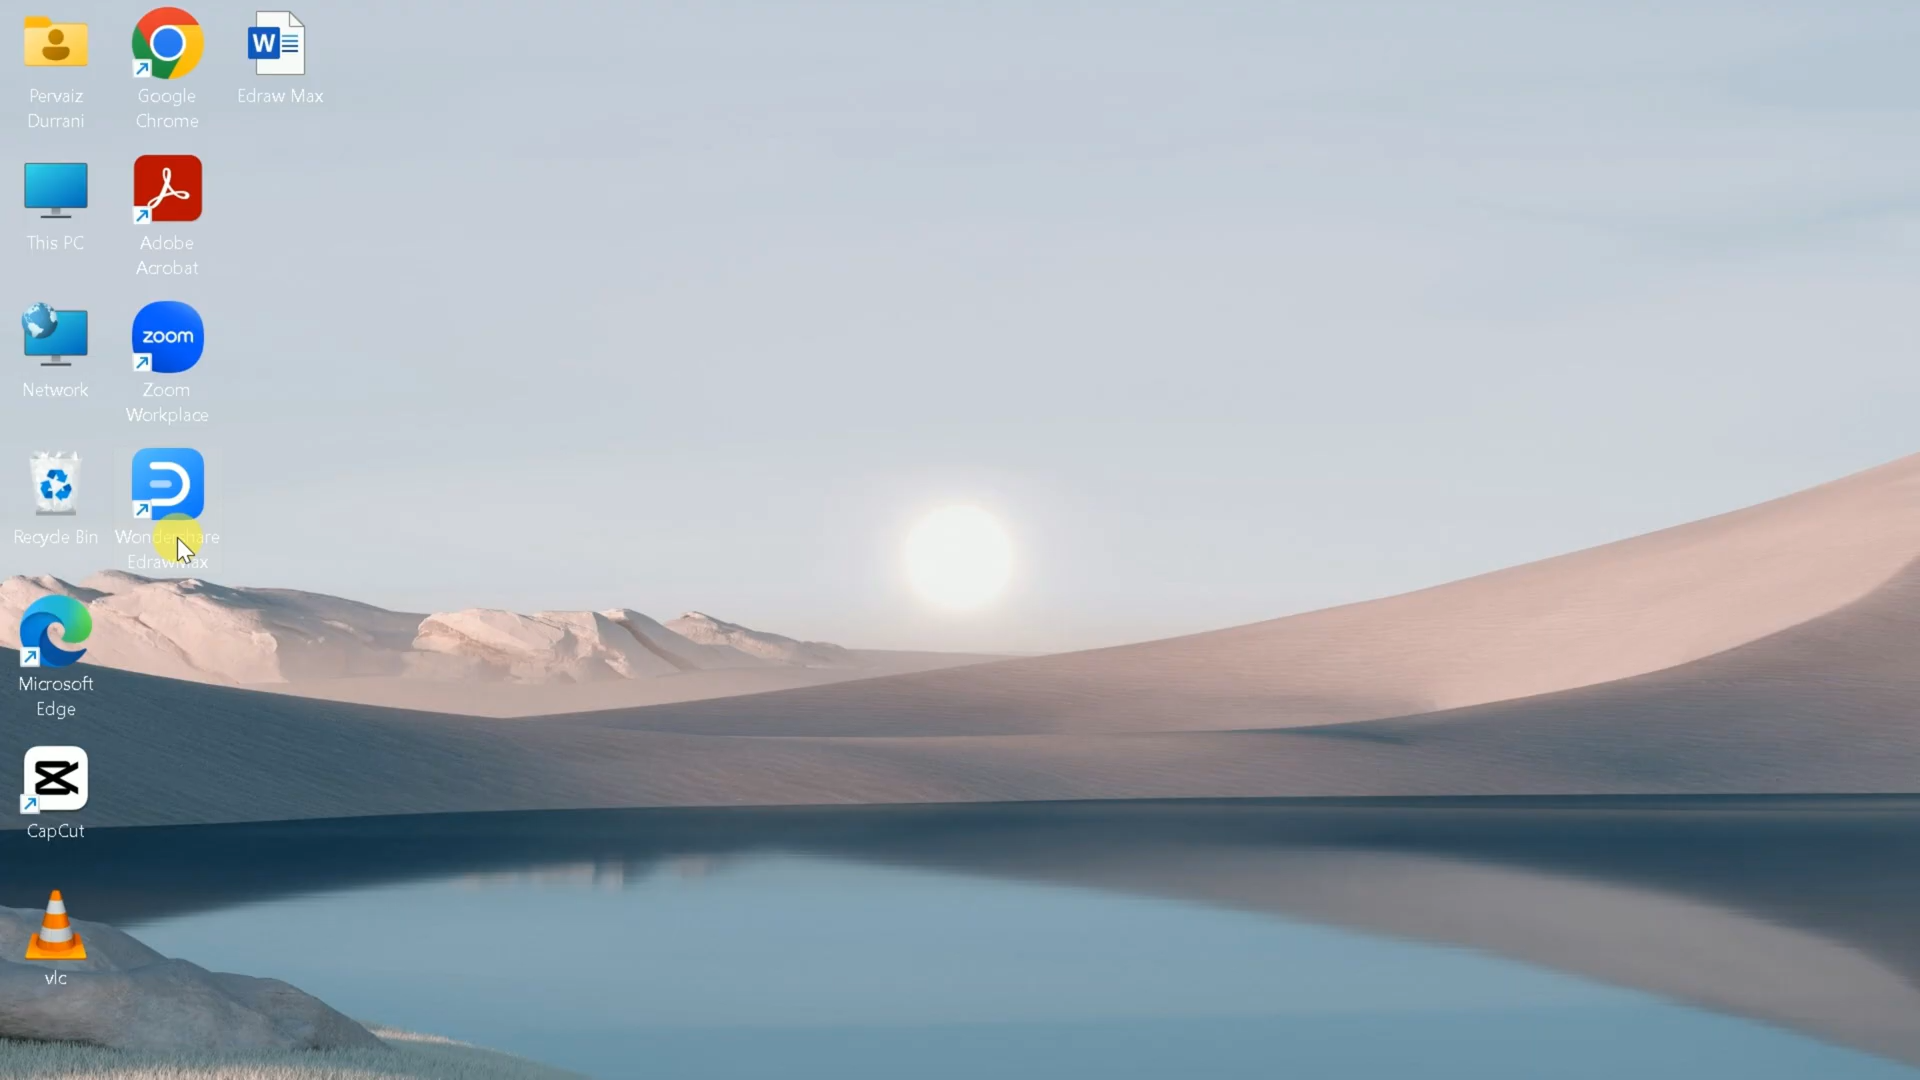 Pervaiz
Durrani
Google
Chrome
W
Edraw Max
This PC
Adobe
Acrobat
Network
zoom
Zoom
Workplace
Recycle Bin
Wondershare
EdrawMax
Microsoft
Edge
CapCut
vlc